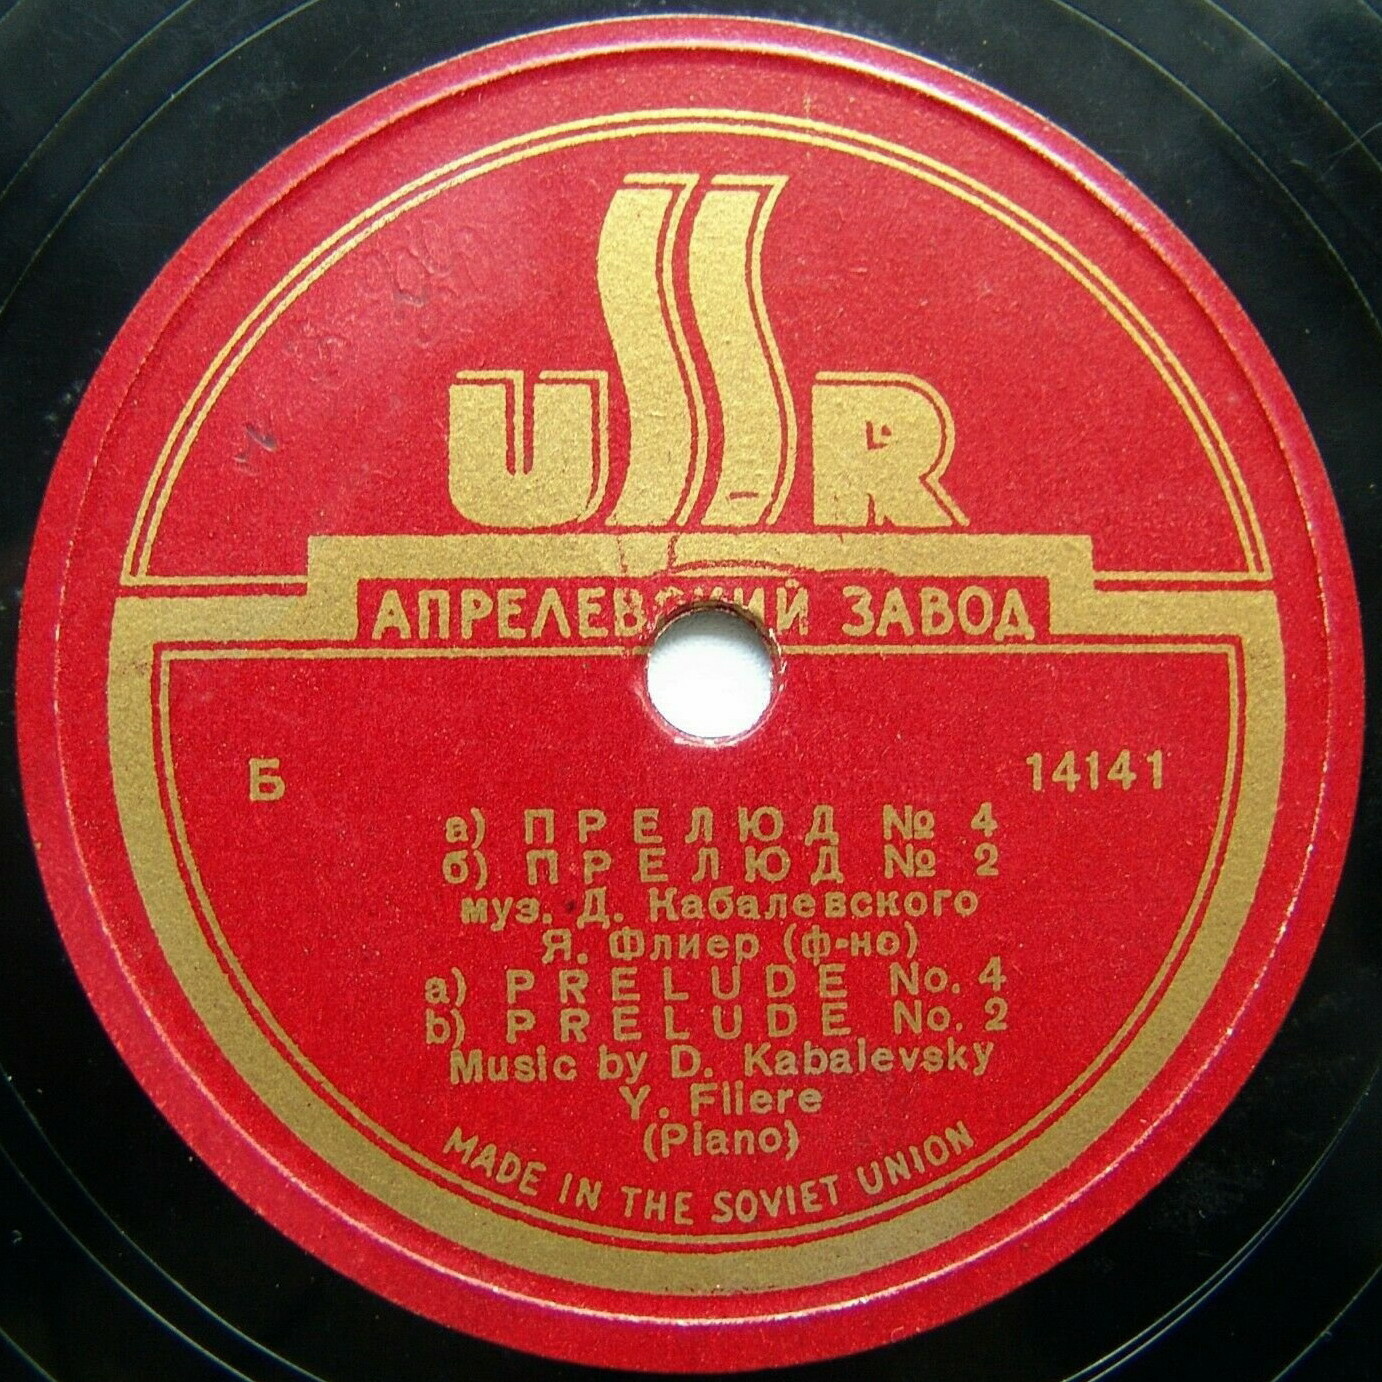 USSR
АПРЕЛЕВСКИЙ ЗАВОД
Б 14141
а) ПРЕЛЮД № 4
б) ПРЕЛЮД № 2
муз. Д. Кабалевского
Я. Флиер (ф-но)
a) PRELUDE No. 4
b) PRELUDE No. 2
Music by D. Kabalevsky
Y. Fliere
(Piano)
MADE IN THE SOVIET UNION